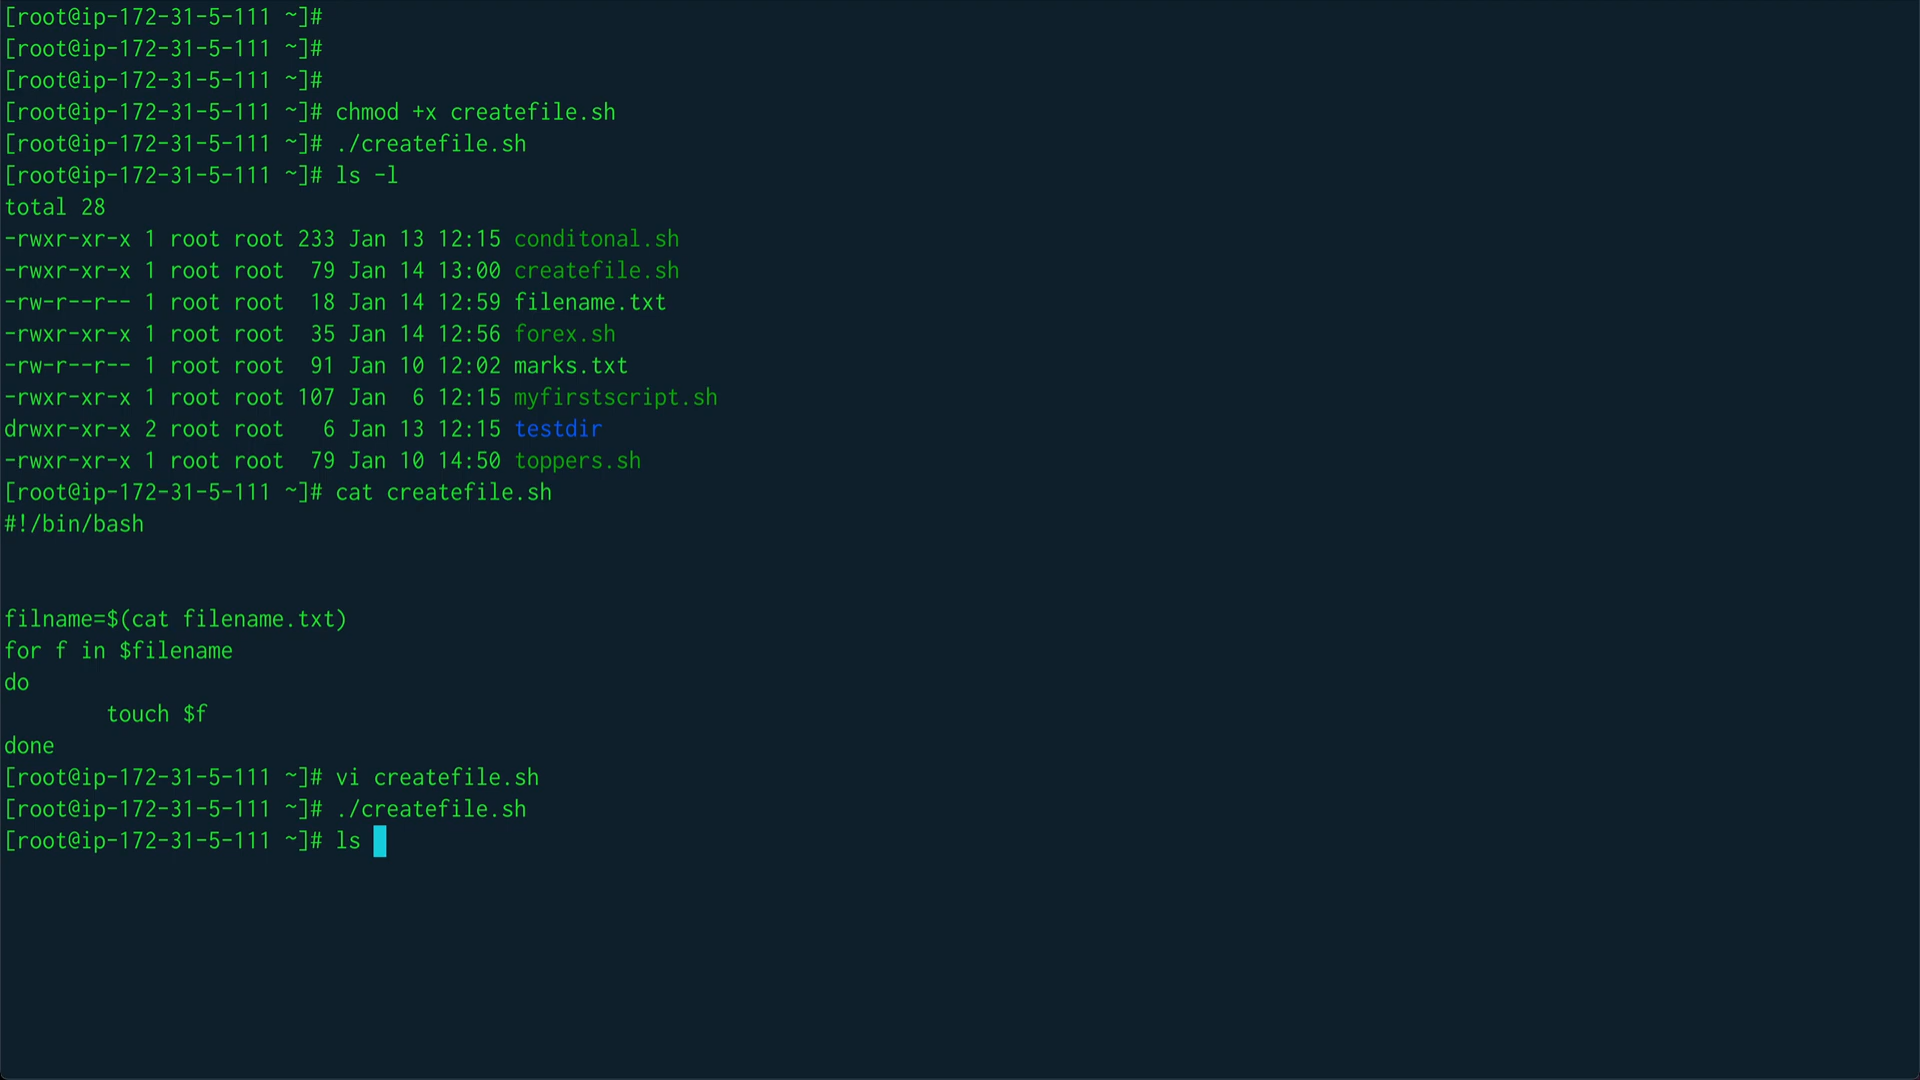 [root@ip-172-31-5-111 ~]#
[root@ip-172-31-5-111 ~]#
[root@ip-172-31-5-111 ~]#
[root@ip-172-31-5-111 ~]# chmod +x createfile.sh
[root@ip-172-31-5-111 ~]# ./createfile.sh
[root@ip-172-31-5-111 ~]# ls -l
total 28
-rwxr-xr-x 1 root root 233 Jan 13 12:15 conditonal.sh
-rwxr-xr-x 1 root root  79 Jan 14 13:00 createfile.sh
-rw-r--r-- 1 root root  18 Jan 14 12:59 filename.txt
-rwxr-xr-x 1 root root  35 Jan 14 12:56 forex.sh
-rw-r--r-- 1 root root  91 Jan 10 12:02 marks.txt
-rwxr-xr-x 1 root root 107 Jan  6 12:15 myfirstscript.sh
drwxr-xr-x 2 root root   6 Jan 13 12:15 testdir
-rwxr-xr-x 1 root root  79 Jan 10 14:50 toppers.sh
[root@ip-172-31-5-111 ~]# cat createfile.sh
#!/bin/bash
filname=$(cat filename.txt)
for f in $filename
do
        touch $f
done
[root@ip-172-31-5-111 ~]# vi createfile.sh
[root@ip-172-31-5-111 ~]# ./createfile.sh
[root@ip-172-31-5-111 ~]# ls